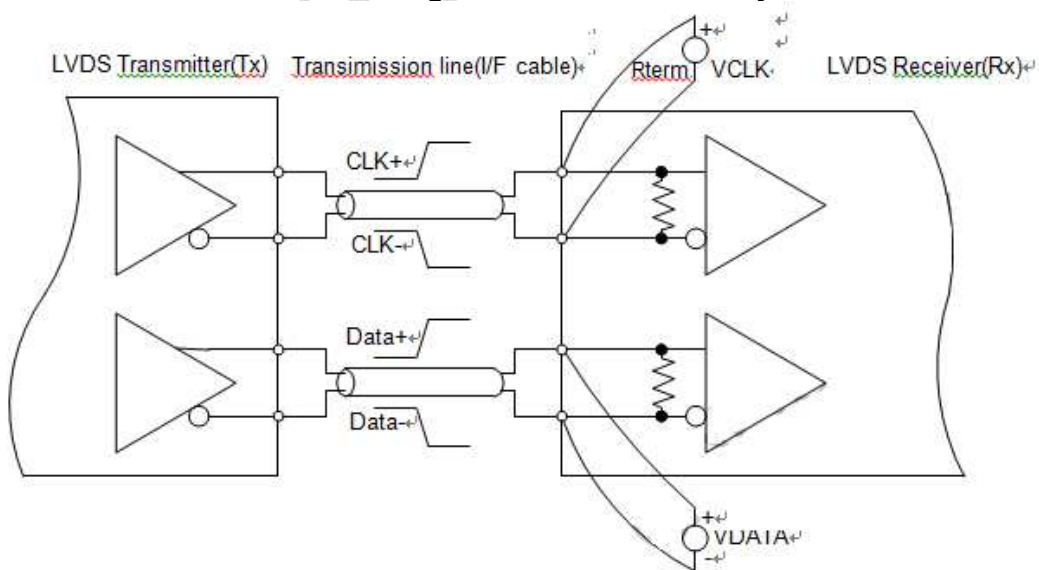 LVDS Transmitter(Tx) Transimission line(I/F cable)↵ Rterm VCLK↵ LVDS Receiver(Rx)↵
+↵
CLK+↵
CLK-↵
Data+↵
Data-↵
+↵
VDATA↵
-↵